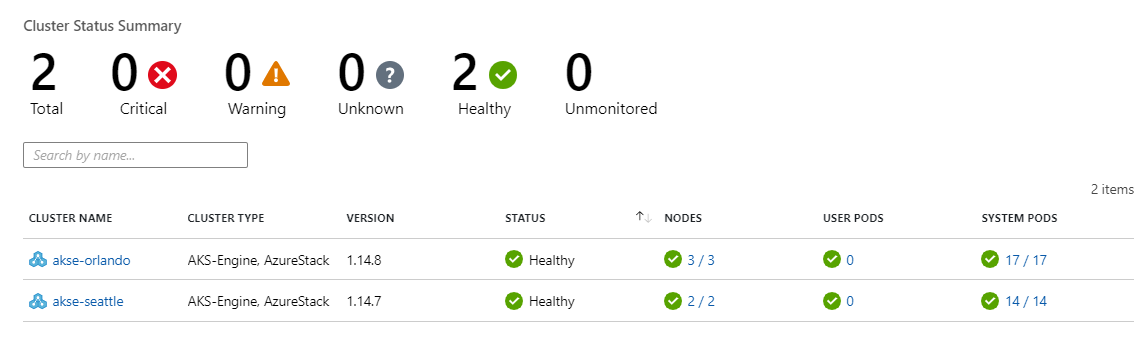 Cluster Status Summary
2 0 0 0 2 0
Total Critical Warning Unknown Healthy Unmonitored
Search by name...
2 items
CLUSTER NAME CLUSTER TYPE VERSION STATUS NODES USER PODS SYSTEM PODS
akse-orlando AKS-Engine, AzureStack 1.14.8 Healthy 3 / 3 0 17 / 17
akse-seattle AKS-Engine, AzureStack 1.14.7 Healthy 2 / 2 0 14 / 14